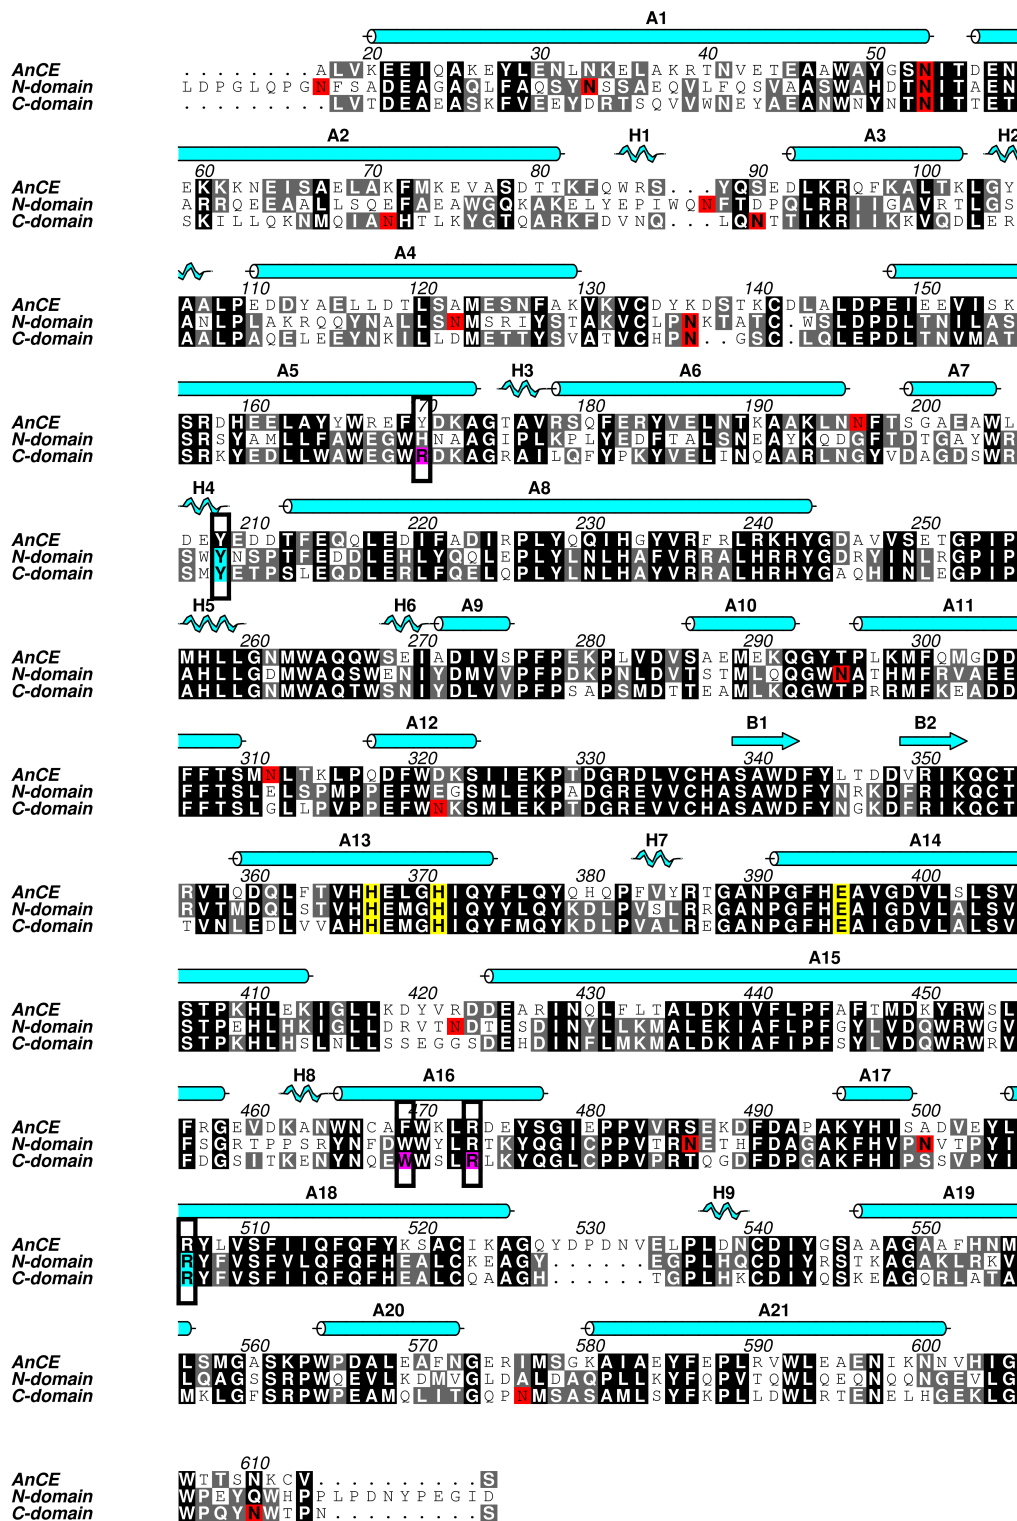 A1
20 30 40 50
AnCE ........ALVKEEIQAKEYLENLNKELAKRTNVETEAAWAYGSNITDEN
N-domain LDPGLQPGNFSADEAGAQLFAQSYNSSAEQVLFQSVAASWAHDTNITAEN
C-domain .........LVTDEAEASKFVEEYDRTSQVVWNEYAEANWNYNTNITTET
A2 H1 A3 H2
60 70 80 90 100
AnCE EKKKNEISAELAKFMKEVASDTTKFQWRS...YQSEDLKRQFKALTKLGY
N-domain ARRQEEAALLSQEFAEAWGQKAKELYEPIWQNFTDPQLRRIIGAVRTLGS
C-domain SKILLQKNMQIANHTLKYGTQARKFDVNQ...LQNTTIKRIIKKVQDLER
A4
110 120 130 140 150
AnCE AALPEDDYAELLDTLSAMESNFAKVKVCDYKDSTKCDLALDPEIEEVISK
N-domain ANLPLAKRQQYNALLSNMSRIYSTAKVCLPNKTATC.WSLDPDLTNILAS
C-domain AALPAQELEEYNKILLDMETTYSVATVCHPN..GSC.LQLEPDLTNVMAT
A5 H3 A6 A7
160 170 180 190 200
AnCE SRDHEELAYYWREFYDKAGTAVRSQFERYVELNTKAAKLNNFTSGAEAWL
N-domain SRSYAMLLFAWEGWHNAAGIPLKPLYEDFTALSNEAYKQDGFTDTGAYWR
C-domain SRKYEDLLWAWEGWRDKAGRAILQFYPKYVELINQAARLNGYVDAGDSWR
H4 A8
210 220 230 240 250
AnCE DEYEDDTFEQQLEDIFADIRPLYQQIHGYVRFRLRKHYGDAVVSETGPIP
N-domain SWYNSPTFEDDLEHLYQQLEPLYLNLHAFVRRALHRRYGDRYINLRGPIP
C-domain SMYETPSLEQDLERLFQELQPLYLNLHAYVRRALHRHYGAQHINLEGPIP
H5 H6 A9 A10 A11
260 270 280 290 300
AnCE MHLLGNMWAQQWSEIADIVSPFPEKPLVDVSAEMEKQGYTPLKMFQMGDD
N-domain AHLLGDMWAQSWENIYDMVVPFPDKPNLDVTSTMLQQGWNATHMFRVAEE
C-domain AHLLGNMWAQTWSNIYDLVVPFPSAPSMDTTEAMLKQGWTPRRMFKEADD
A12 B1 B2
310 320 330 340 350
AnCE FFTSMNLTKLPQDFWDKSIIEKPTDGRDLVCHASAWDFYLTDDVRIKQCT
N-domain FFTSLELSPMPPEFWEGSMLEKPADGREVVCHASAWDFYNRKDFRIKQCT
C-domain FFTSLGLLPVPPEFWNKSMLEKPTDGREVVCHASAWDFYNGKDFRIKQCT
A13 H7 A14
360 370 380 390 400
AnCE RVTQDQLFTVHHELGHIQYFLQYQHQPFVYRTGANPGFHEAVGDVLSLSV
N-domain RVTMDQLSTVHHEMGHIQYYLQYKDLPVSLRRGANPGFHEAIGDVLALSV
C-domain TVNLEDLVVAHHEMGHIQYFMQYKDLPVALREGANPGFHEAIGDVLALSV
A15
410 420 430 440 450
AnCE STPKHLEKIGLLKDYVRDDEARINQLFLTALDKIVFLPFAFTMDKYRWSL
N-domain STPEHLHKIGLLDRVTNDTESDINYLLKMALEKIAFLPFGYLVDQWRWGV
C-domain STPKHLHSLNLLSSEGGSDEHDINFLMKMALDKIAFIPFSYLVDQWRWRV
H8 A16 A17
460 470 480 490 500
AnCE FRGEVDKANWNCAFWKLRDEYSGIEPPVVRSEKDFDAPAKYHISADVEYL
N-domain FSGRTPPSRYNFDWWYLRTKYQGICPPVTRNETHFDAGAKFHVPNVTPYI
C-domain FDGSITKENYNQEWWSLRLKYQGLCPPVPRTQGDFDPGAKFHIPSSVPYI
A18 H9 A19
510 520 530 540 550
AnCE RYLVSFIIQFQFYKSACIKAGQYDPDNVELPLDNCDIYGSAAAGAAFHNM
N-domain RYFVSFVLQFQFHEALCKEAGY......EGPLHQCDIYRSTKAGAKLRKV
C-domain RYFVSFIIQFQFHEALCQAAGH......TGPLHKCDIYQSKEAGQRLATA
A20 A21
560 570 580 590 600
AnCE LSMGASKPWPDALEAFNGERIMSGKAIAEYFEPLRVWLEAENIKNNVHIG
N-domain LQAGSSRPWQEVLKDMVGLDALDAQPLLKYFQPVTQWLQEQNQQNGEVLG
C-domain MKLGFSRPWPEAMQLITGQPNMSASAMLSYFKPLLDWLRTENELHGEKLG
610
AnCE WTTSNKCV..........S
N-domain WPEYQWHPPLPDNYPEGID
C-domain WPQYNWTPN.........S